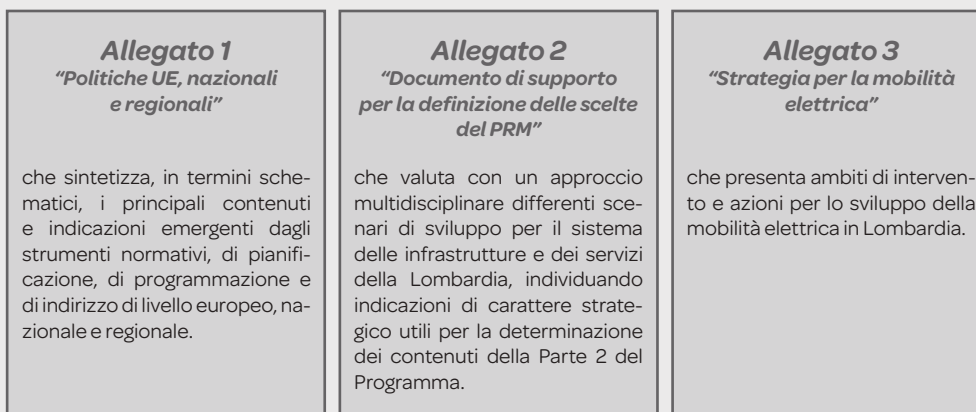 Allegato 1
“Politiche UE, nazionali
e regionali”
che sintetizza, in termini sche-
matici, i principali contenuti
e indicazioni emergenti dagli
strumenti normativi, di pianifi-
cazione, di programmazione e
di indirizzo di livello europeo, na-
zionale e regionale.
Allegato 2
“Documento di supporto
per la definizione delle scelte
del PRM”
che valuta con un approccio
multidisciplinare differenti sce-
nari di sviluppo per il sistema
delle infrastrutture e dei servizi
della Lombardia, individuando
indicazioni di carattere strate-
gico utili per la determinazione
dei contenuti della Parte 2 del
Programma.
Allegato 3
“Strategia per la mobilità
elettrica”
che presenta ambiti di interven-
to e azioni per lo sviluppo della
mobilità elettrica in Lombardia.